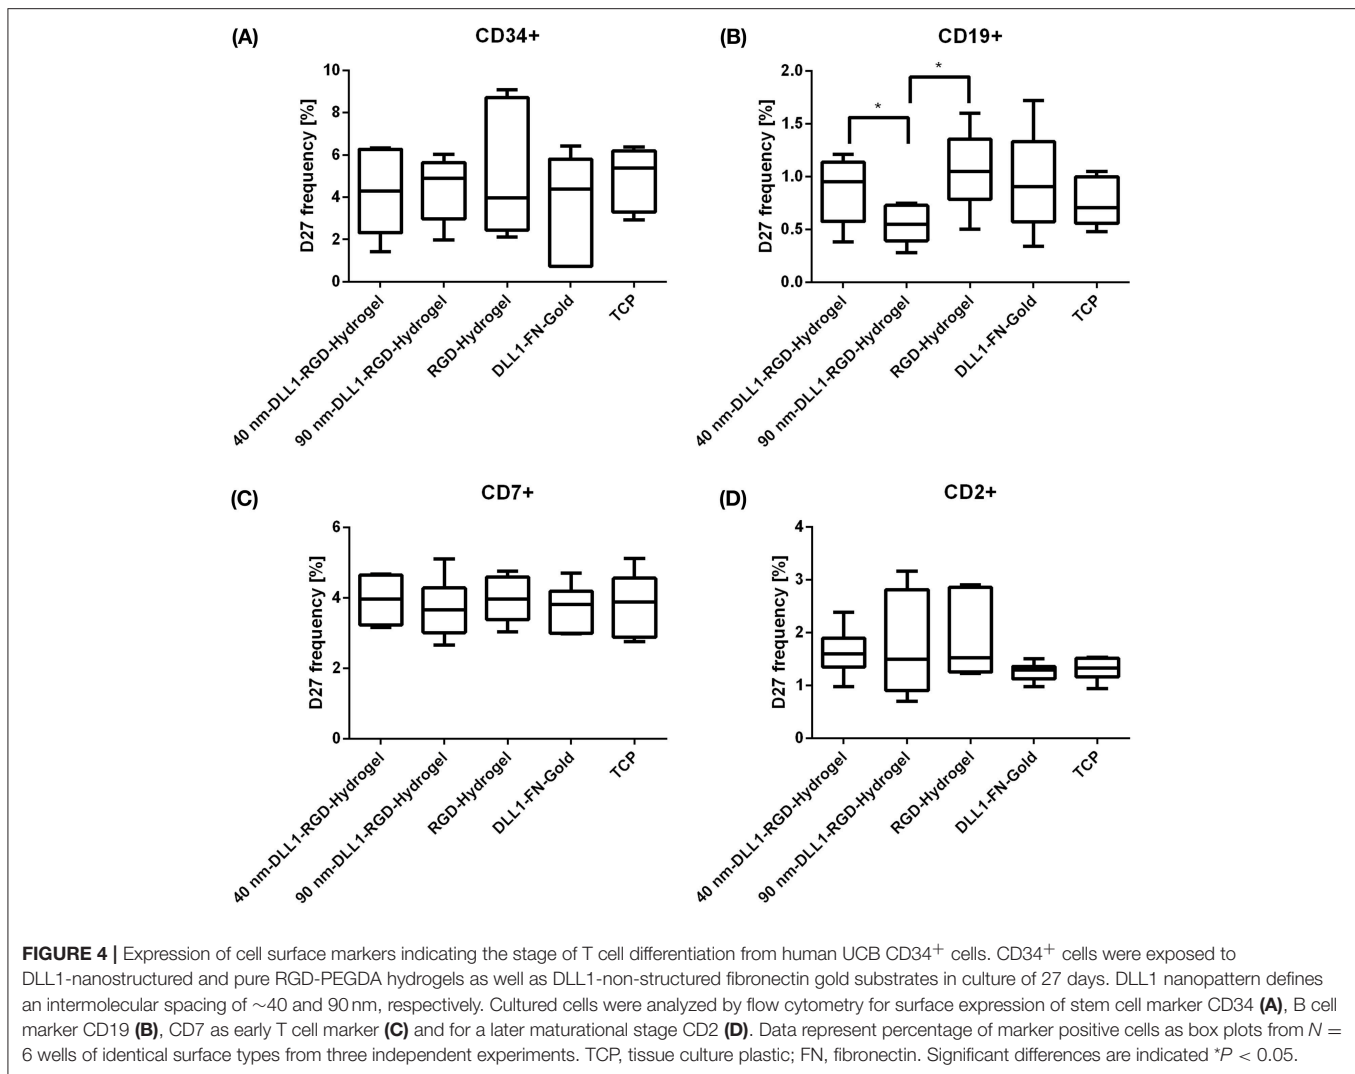 (A)
CD34+
D27 frequency [%]
10
8
6
4
2
0
40 nm-DLL1-RGD-Hydrogel
90 nm-DLL1-RGD-Hydrogel
RGD-Hydrogel
DLL1-FN-Gold
TCP
(B)
CD19+
D27 frequency [%]
2.0
1.5
1.0
0.5
0.0
*
*
40 nm-DLL1-RGD-Hydrogel
90 nm-DLL1-RGD-Hydrogel
RGD-Hydrogel
DLL1-FN-Gold
TCP
(C)
CD7+
D27 frequency [%]
6
4
2
0
40 nm-DLL1-RGD-Hydrogel
90 nm-DLL1-RGD-Hydrogel
RGD-Hydrogel
DLL1-FN-Gold
TCP
(D)
CD2+
D27 frequency [%]
4
3
2
1
0
40 nm-DLL1-RGD-Hydrogel
90 nm-DLL1-RGD-Hydrogel
RGD-Hydrogel
DLL1-FN-Gold
TCP
FIGURE 4 | Expression of cell surface markers indicating the stage of T cell differentiation from human UCB CD34+ cells. CD34+ cells were exposed to
DLL1-nanostructured and pure RGD-PEGDA hydrogels as well as DLL1-non-structured fibronectin gold substrates in culture of 27 days. DLL1 nanopattern defines
an intermolecular spacing of ~40 and 90 nm, respectively. Cultured cells were analyzed by flow cytometry for surface expression of stem cell marker CD34 (A), B cell
marker CD19 (B), CD7 as early T cell marker (C) and for a later maturational stage CD2 (D). Data represent percentage of marker positive cells as box plots from N =
6 wells of identical surface types from three independent experiments. TCP, tissue culture plastic; FN, fibronectin. Significant differences are indicated *P < 0.05.